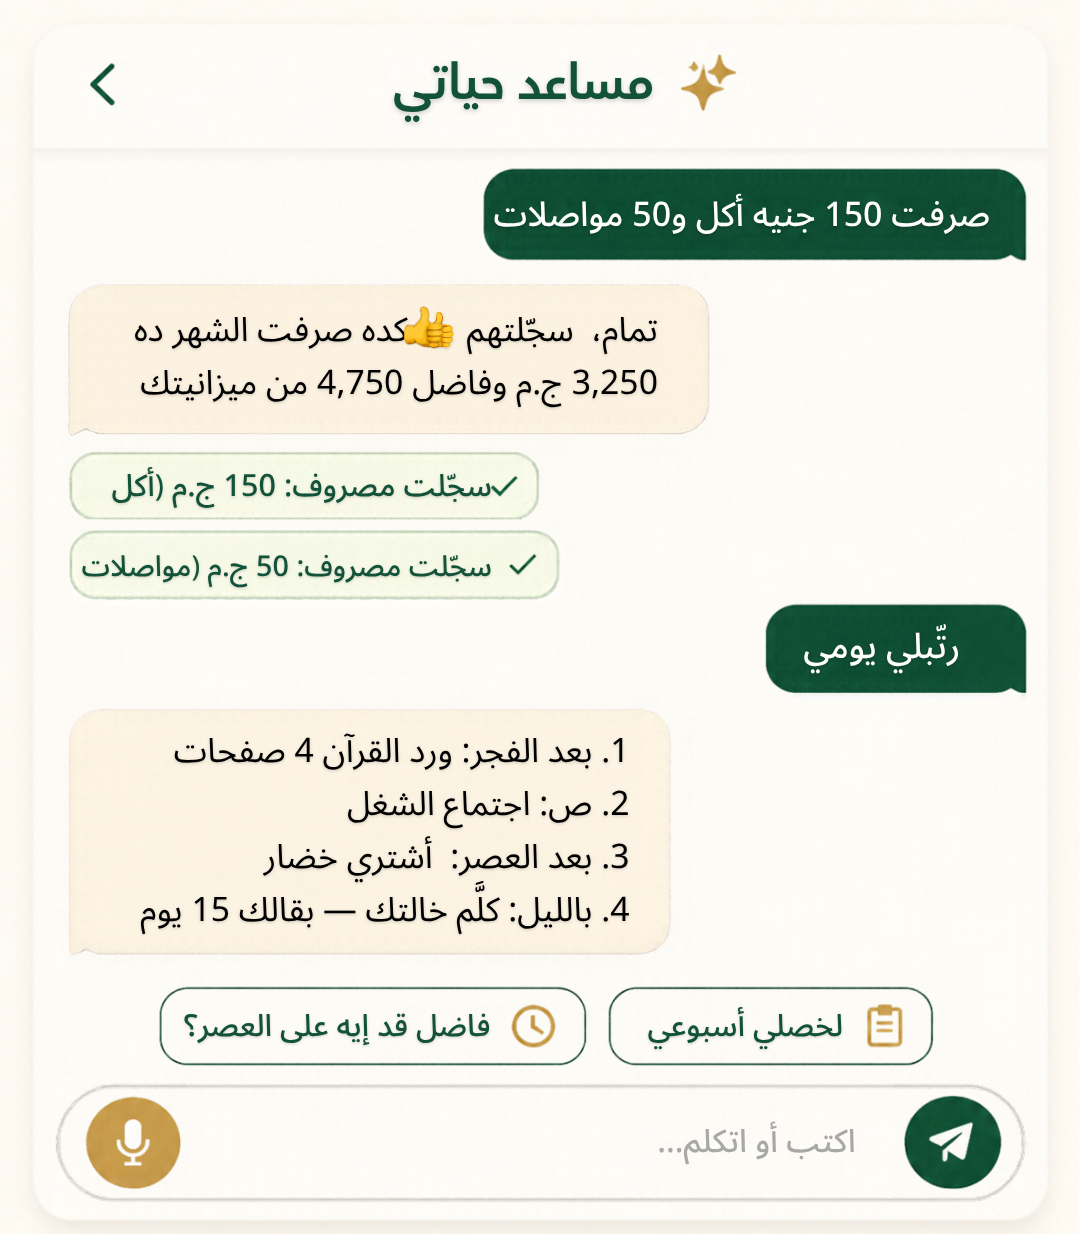 مساعد حياتي
صرفت 150 جنيه أكل و50 مواصلات
تمام، سجّلتهم 👍كده صرفت الشهر ده
3,250 ج.م وفاضل 4,750 من ميزانيتك
✓سجّلت مصروف: 150 ج.م (أكل
✓ سجّلت مصروف: 50 ج.م (مواصلات
رتّبلي يومي
1. بعد الفجر: ورد القرآن 4 صفحات
2. ص: اجتماع الشغل
3. بعد العصر: أشتري خضار
4. بالليل: كلَّم خالتك — بقالك 15 يوم
لخصلي أسبوعي
فاضل قد إيه على العصر؟
اكتب أو اتكلم...